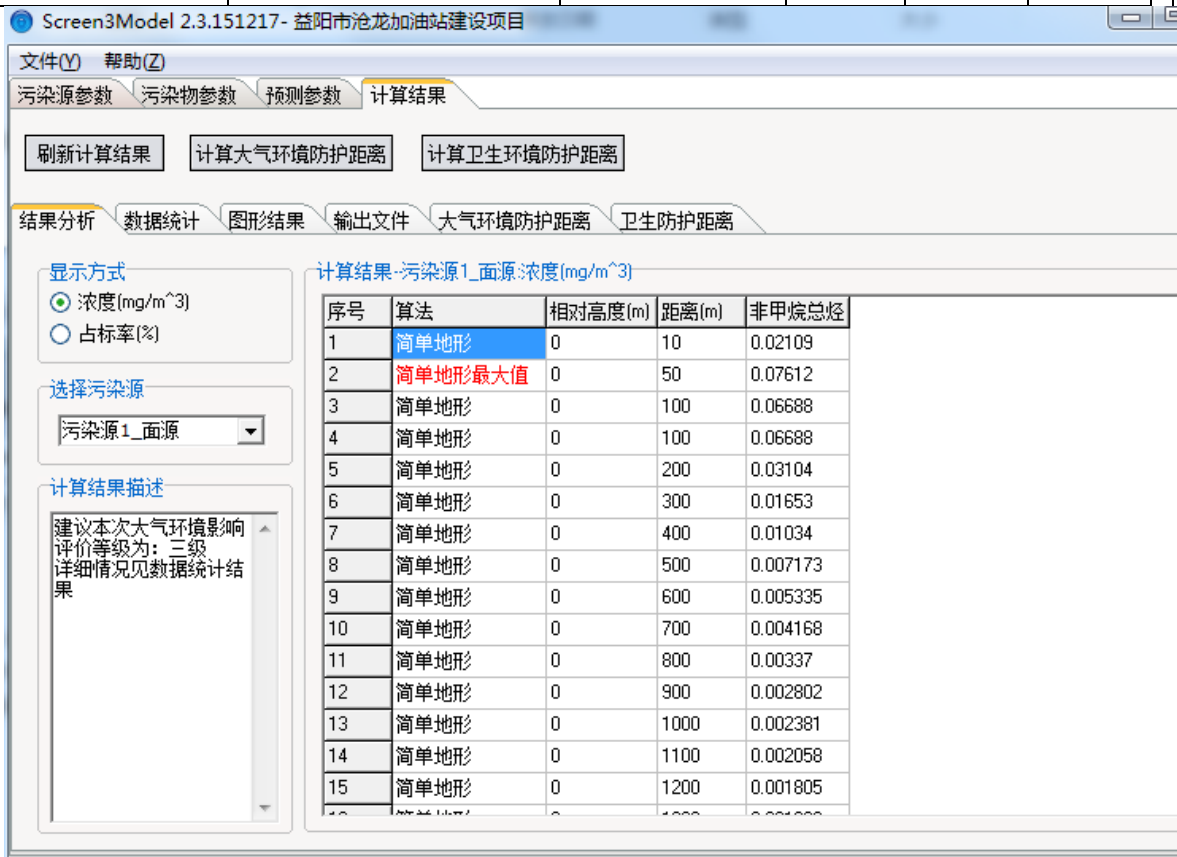 Screen3Model 2.3.151217- 益阳市沧龙加油站建设项目
文件(Y) 帮助(Z)
污染源参数 污染物参数 预测参数 计算结果
刷新计算结果 计算大气环境防护距离 计算卫生环境防护距离
结果分析 数据统计 图形结果 输出文件 大气环境防护距离 卫生防护距离
显示方式
浓度(mg/m^3)
占标率(%)
选择污染源
污染源1_面源
计算结果描述
建议本次大气环境影响
评价等级为：三级
详细情况见数据统计结
果
计算结果-污染源1_面源:浓度(mg/m^3)
序号 算法 相对高度(m) 距离(m) 非甲烷总烃
1 简单地形 0 10 0.02109
2 简单地形最大值 0 50 0.07612
3 简单地形 0 100 0.06688
4 简单地形 0 100 0.06688
5 简单地形 0 200 0.03104
6 简单地形 0 300 0.01653
7 简单地形 0 400 0.01034
8 简单地形 0 500 0.007173
9 简单地形 0 600 0.005335
10 简单地形 0 700 0.004168
11 简单地形 0 800 0.00337
12 简单地形 0 900 0.002802
13 简单地形 0 1000 0.002381
14 简单地形 0 1100 0.002058
15 简单地形 0 1200 0.001805